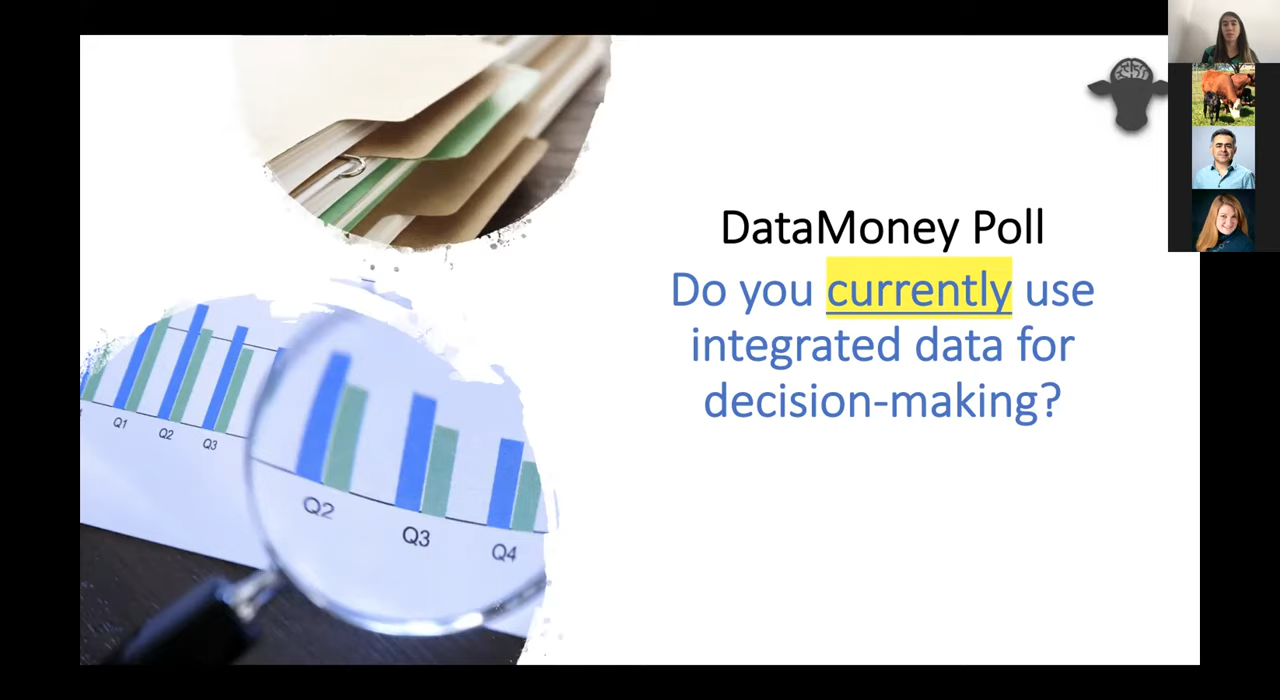 DataMoney Poll
Do you currently use
integrated data for
decision-making?
Q1
Q2
Q3
Q2
Q3
Q4